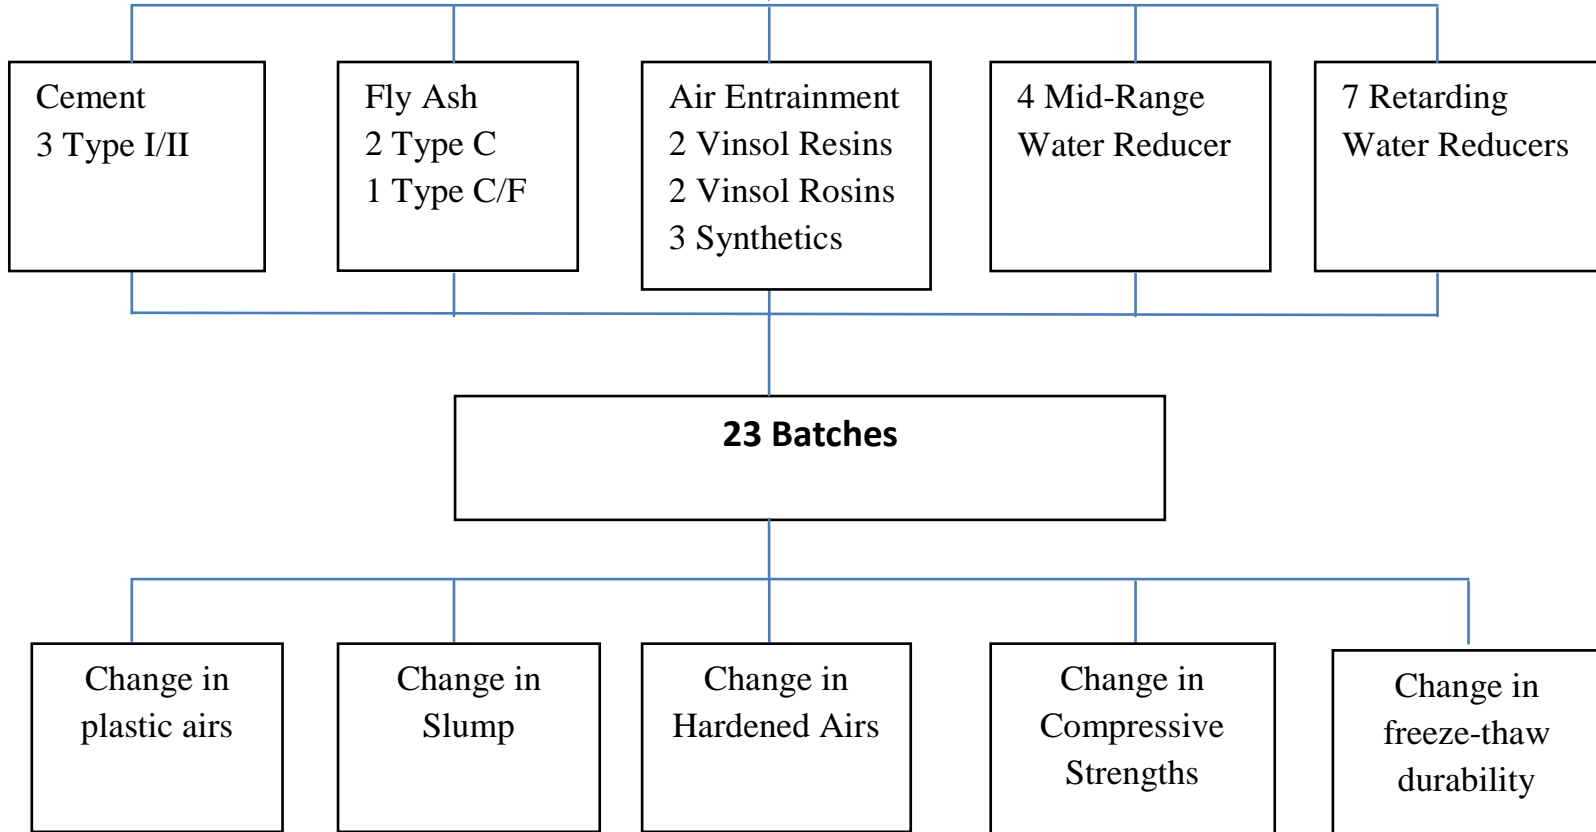 Cement
3 Type I/II
Fly Ash
2 Type C
1 Type C/F
Air Entrainment
2 Vinsol Resins
2 Vinsol Rosins
3 Synthetics
4 Mid-Range
Water Reducer
7 Retarding
Water Reducers
23 Batches
Change in
plastic airs
Change in
Slump
Change in
Hardened Airs
Change in
Compressive
Strengths
Change in
freeze-thaw
durability